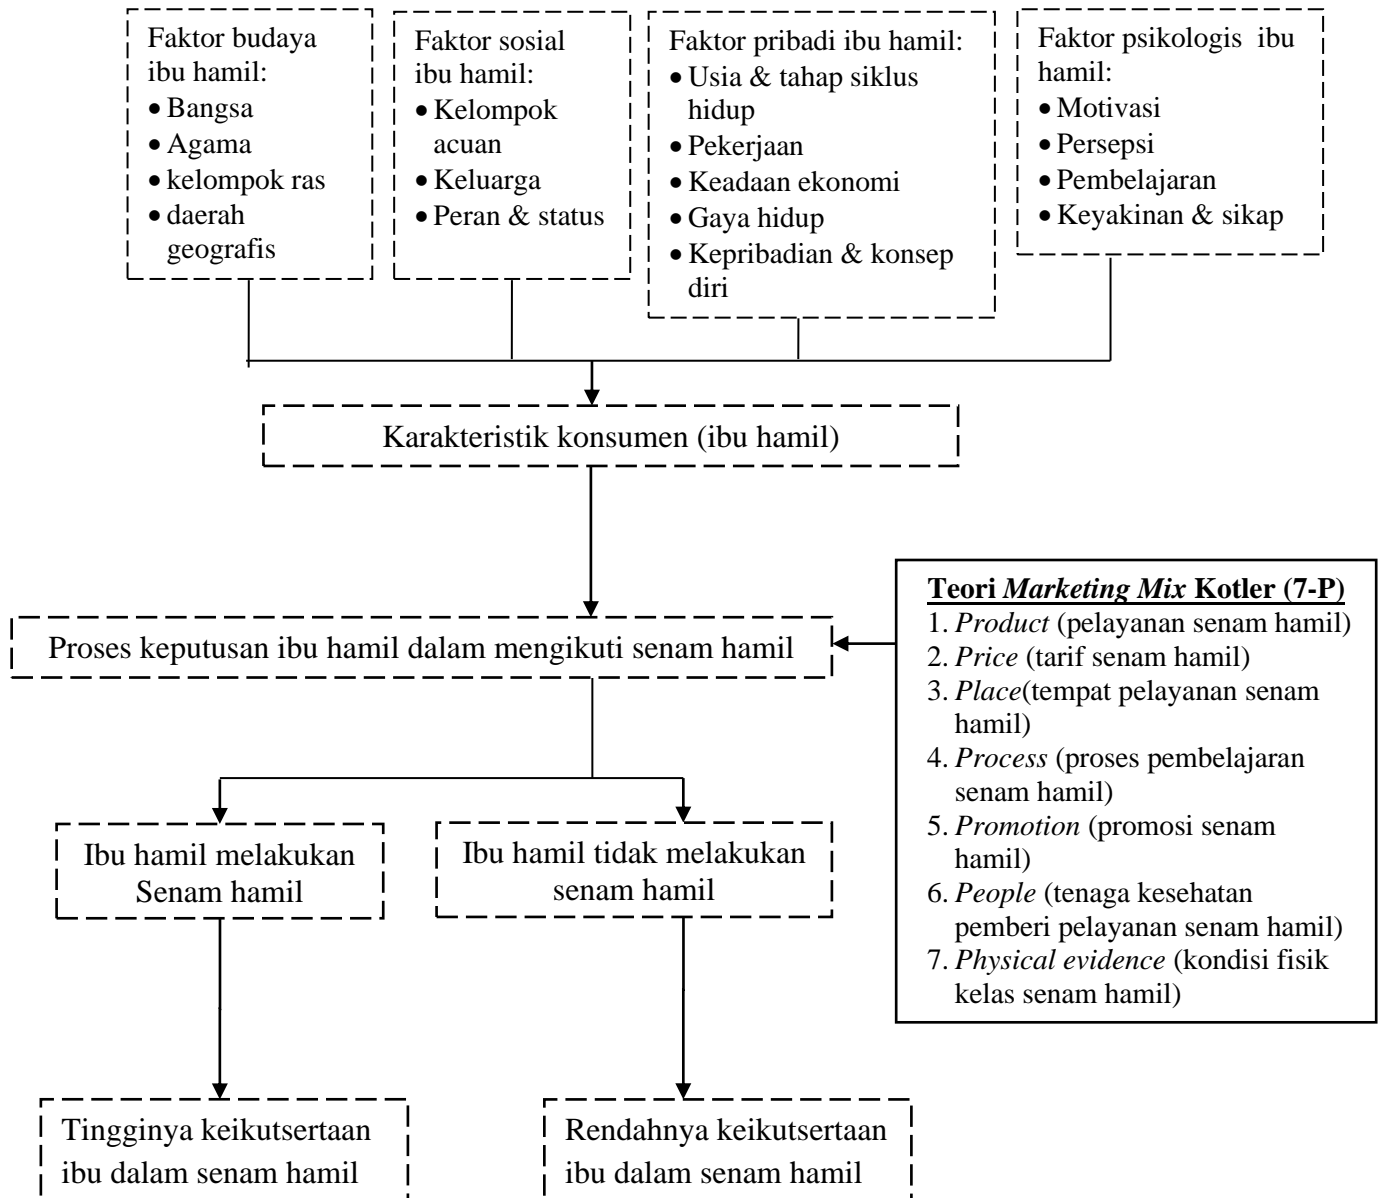 Faktor budaya
ibu hamil:
• Bangsa
• Agama
• kelompok ras
• daerah
geografis
Faktor sosial
ibu hamil:
• Kelompok
acuan
• Keluarga
• Peran & status
Faktor pribadi ibu hamil:
• Usia & tahap siklus
hidup
• Pekerjaan
• Keadaan ekonomi
• Gaya hidup
• Kepribadian & konsep
diri
Faktor psikologis ibu
hamil:
• Motivasi
• Persepsi
• Pembelajaran
• Keyakinan & sikap
Karakteristik konsumen (ibu hamil)
Proses keputusan ibu hamil dalam mengikuti senam hamil
Teori Marketing Mix Kotler (7-P)
1. Product (pelayanan senam hamil)
2. Price (tarif senam hamil)
3. Place(tempat pelayanan senam
hamil)
4. Process (proses pembelajaran
senam hamil)
5. Promotion (promosi senam
hamil)
6. People (tenaga kesehatan
pemberi pelayanan senam hamil)
7. Physical evidence (kondisi fisik
kelas senam hamil)
Ibu hamil melakukan
Senam hamil
Ibu hamil tidak melakukan
senam hamil
Tingginya keikutsertaan
ibu dalam senam hamil
Rendahnya keikutsertaan
ibu dalam senam hamil